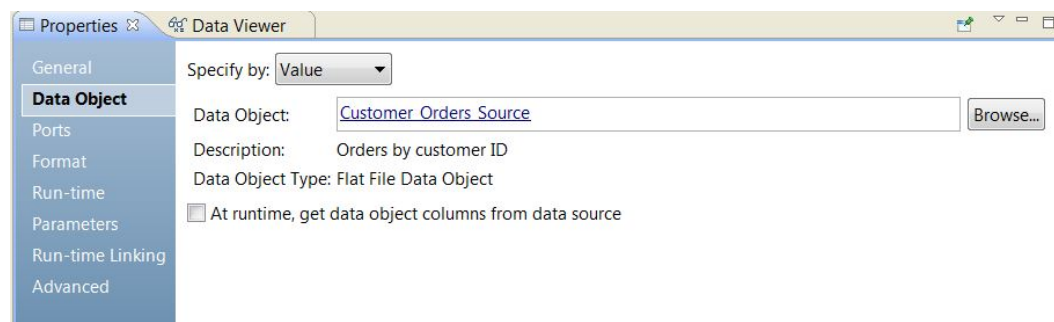 Properties Data Viewer
General
Data Object
Ports
Format
Run-time
Parameters
Run-time Linking
Advanced
Specify by: Value
Data Object: Customer_Orders_Source Browse...
Description: Orders by customer ID
Data Object Type: Flat File Data Object
At runtime, get data object columns from data source